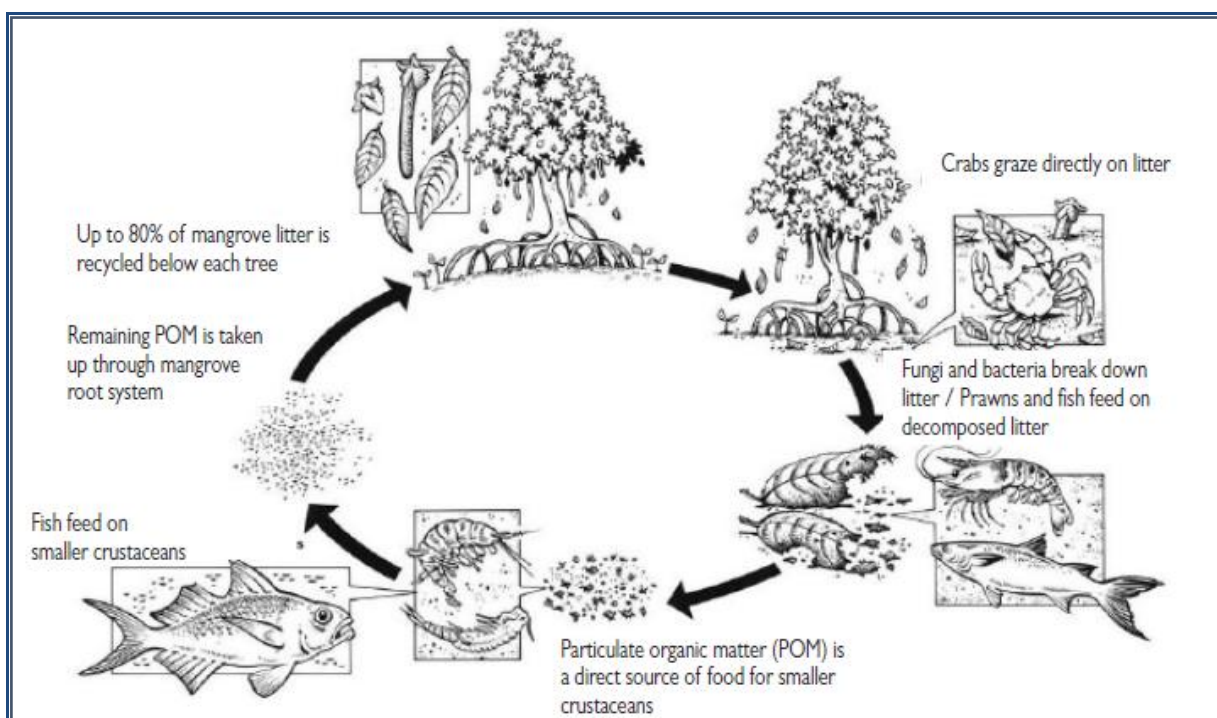 Up to 80% of mangrove litter is
recycled below each tree
Crabs graze directly on litter
Remaining POM is taken
up through mangrove
root system
Fungi and bacteria break down
litter / Prawns and fish feed on
decomposed litter
Fish feed on
smaller crustaceans
s
Particulate organic matter (POM) is
a direct source of food for smaller
crustaceans